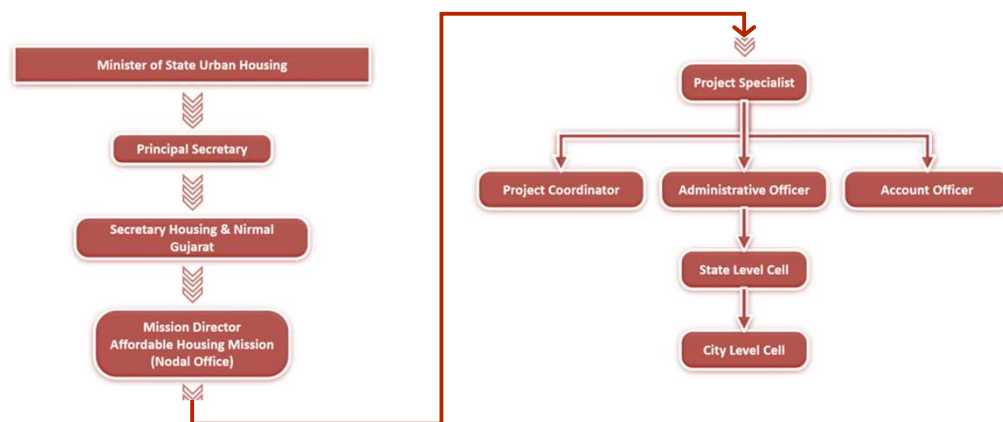 Minister of State Urban Housing
Principal Secretary
Secretary Housing & Nirmal
Gujarat
Mission Director
Affordable Housing Mission
(Nodal Office)
Project Specialist
Project Coordinator
Administrative Officer
Account Officer
State Level Cell
City Level Cell